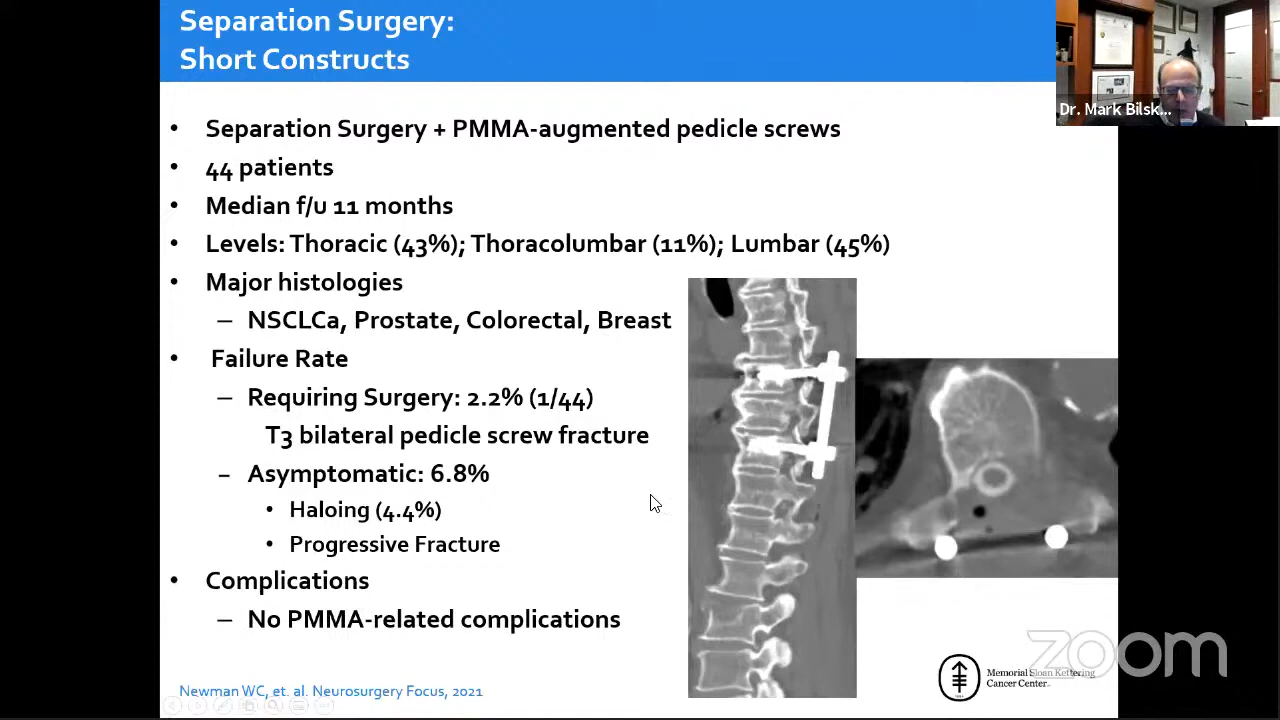 Separation Surgery:
Short Constructs
Dr. Mark Bilsk...
• Separation Surgery + PMMA-augmented pedicle screws
• 44 patients
• Median f/u 11 months
• Levels: Thoracic (43%); Thoracolumbar (11%); Lumbar (45%)
• Major histologies
– NSCLCa, Prostate, Colorectal, Breast
• Failure Rate
– Requiring Surgery: 2.2% (1/44)
T3 bilateral pedicle screw fracture
– Asymptomatic: 6.8%
• Haloing (4.4%)
• Progressive Fracture
• Complications
– No PMMA-related complications
Newman WC, et. al. Neurosurgery Focus, 2021
Memorial Sloan Kettering
Cancer Center
zoom